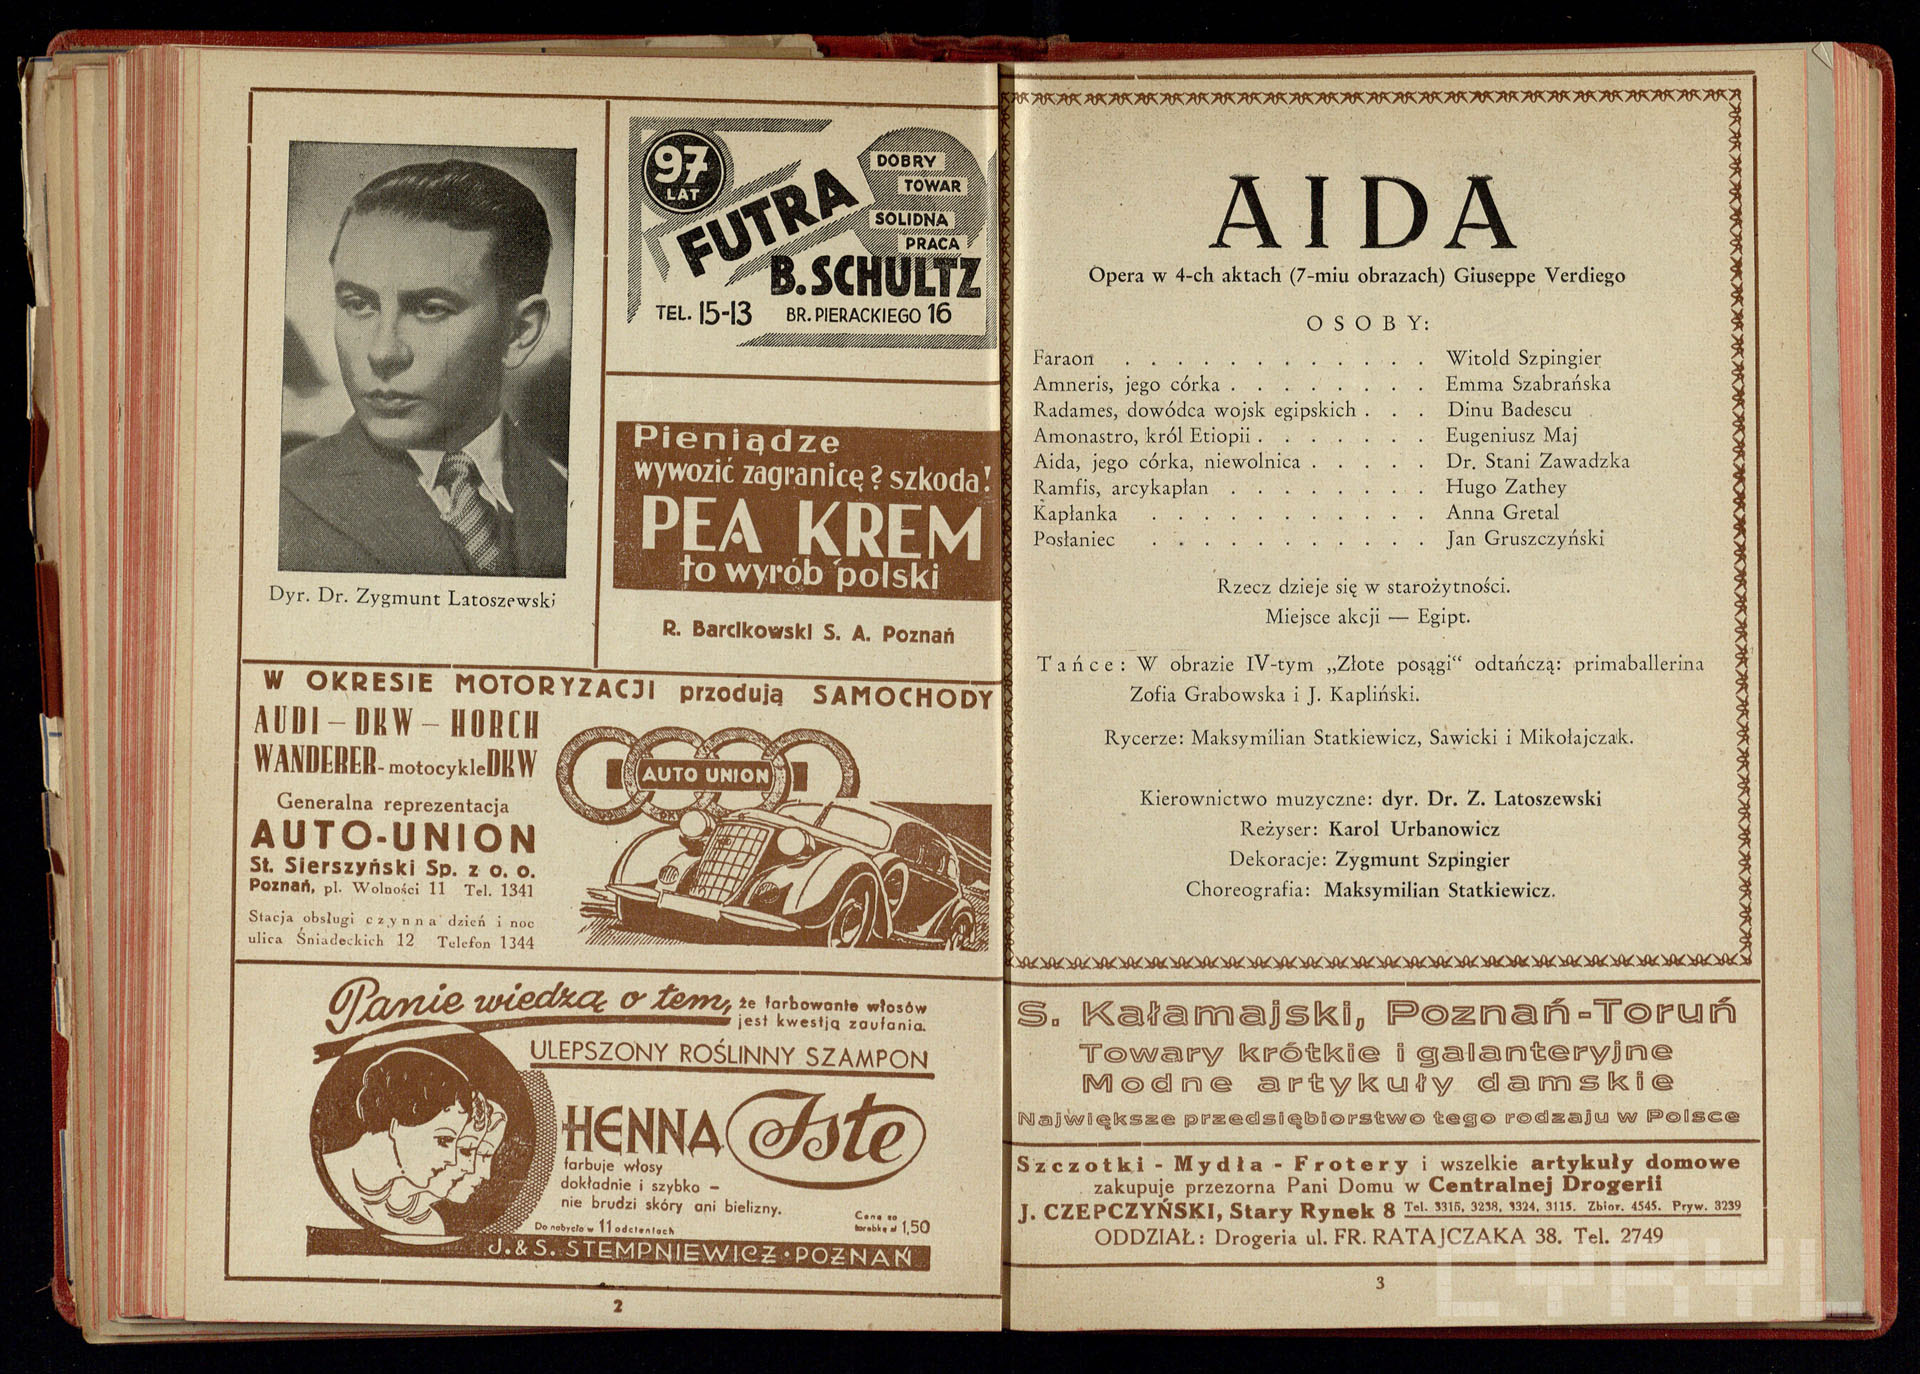 Dyr. Dr. Zygmunt Latoszewski
97
LAT
FUTRA
DOBRY
TOWAR
SOLIDNA
PRACA
B. SCHULTZ
TEL. 15-13 BR. PIERACKIEGO 16
Pieniądze
wywozić zagranicę? szkoda!
PEA KREM
to wyrób polski
R. Barcikowski S. A. Poznań
W OKRESIE MOTORYZACJI przodują SAMOCHODY
AUDI – DKW – HORCH
WANDERER - motocykle DKW
Generalna reprezentacja
AUTO-UNION
St. Sierszyński Sp. z o. o.
Poznań, pl. Wolności 11 Tel. 1341
Stacja obsługi czynna dzień i noc
ulica Śniadeckich 12 Telefon 1344
AUTO UNION
Panie wiedzą o tem, że farbowanie włosów
jest kwestją zaufania.
ULEPSZONY ROŚLINNY SZAMPON
HENNA Iste
farbuje włosy
dokładnie i szybko –
nie brudzi skóry ani bielizny.
Do nabycia w 11 odcieniach
Cena za
torebkę zł 1,50
J. & S. STEMPNIEWICZ • POZNAŃ
2
AIDA
Opera w 4-ch aktach (7-miu obrazach) Giuseppe Verdiego
OSOBY:
Faraon . . . . . . . . . . . . Witold Szpingier
Amneris, jego córka . . . . . . . . Emma Szabrańska
Radames, dowódca wojsk egipskich . . . Dinu Badescu
Amonastro, król Etiopii . . . . . . . Eugeniusz Maj
Aida, jego córka, niewolnica . . . . . Dr. Stani Zawadzka
Ramfis, arcykapłan . . . . . . . . Hugo Zathey
Kapłanka . . . . . . . . . . . Anna Gretal
Posłaniec . . . . . . . . . . . Jan Gruszczyński
Rzecz dzieje się w starożytności.
Miejsce akcji — Egipt.
Tańce: W obrazie IV-tym „Złote posągi“ odtańczą: primaballerina
Zofia Grabowska i J. Kapliński.
Rycerze: Maksymilian Statkiewicz, Sawicki i Mikołajczak.
Kierownictwo muzyczne: dyr. Dr. Z. Latoszewski
Reżyser: Karol Urbanowicz
Dekoracje: Zygmunt Szpingier
Choreografia: Maksymilian Statkiewicz.
S. Kałamajski, Poznań-Toruń
Towary krótkie i galanteryjne
Modne artykuły damskie
Największe przedsiębiorstwo tego rodzaju w Polsce
Szczotki - Mydła - Frotery i wszelkie artykuły domowe
zakupuje przezorna Pani Domu w Centralnej Drogerii
J. CZEPCZYŃSKI, Stary Rynek 8 Tel. 3315, 3238, 3324, 3115. Zbior. 4545. Pryw. 3239
ODDZIAŁ: Drogeria ul. FR. RATAJCZAKA 38. Tel. 2749
3
CYRYL